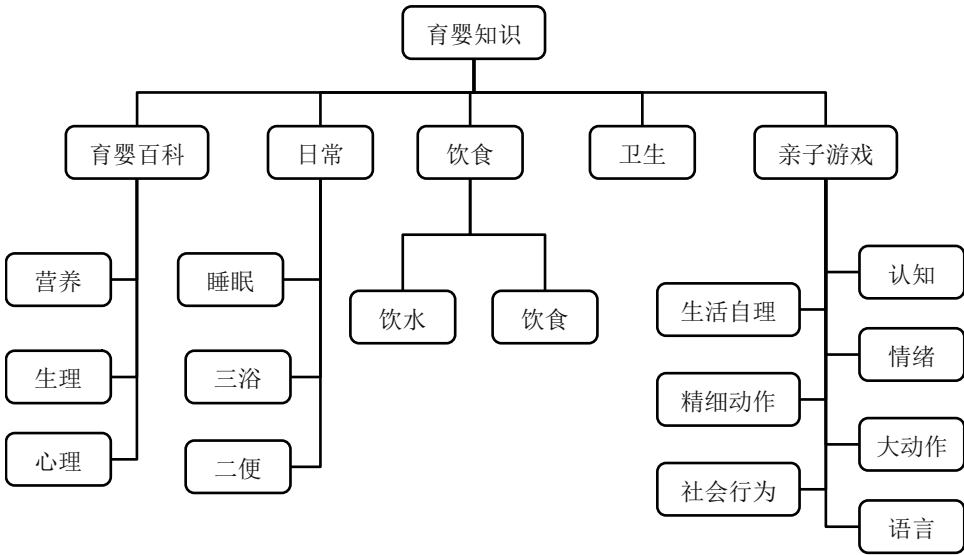 育婴知识
育婴百科
日常
饮食
卫生
亲子游戏
营养
生理
心理
睡眠
三浴
二便
饮水
饮食
生活自理
精细动作
社会行为
认知
情绪
大动作
语言